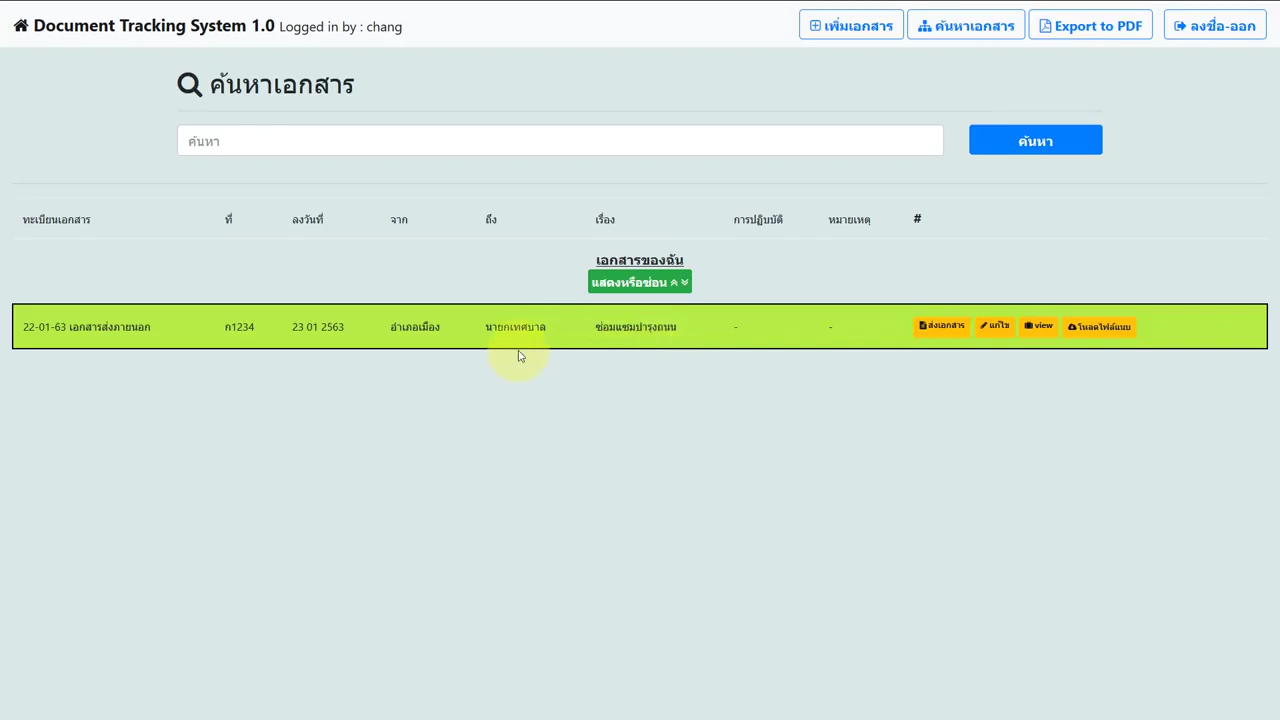 Document Tracking System 1.0 Logged in by : chang
เพิ่มเอกสาร
ค้นหาเอกสาร
Export to PDF
ลงชื่อ-ออก
ค้นหาเอกสาร
ค้นหา
ค้นหา
ทะเบียนเอกสาร ที่ ลงวันที่ จาก ถึง เรื่อง การปฏิบัติ หมายเหตุ #
เอกสารของฉัน
แสดงหรือซ่อน
22-01-63 เอกสารส่งภายนอก ก1234 23 01 2563 อำเภอเมือง นายกเทศบาล ซ่อมแซมบำรุงถนน - - ส่งเอกสาร แก้ไข view โหลดไฟล์แนบ